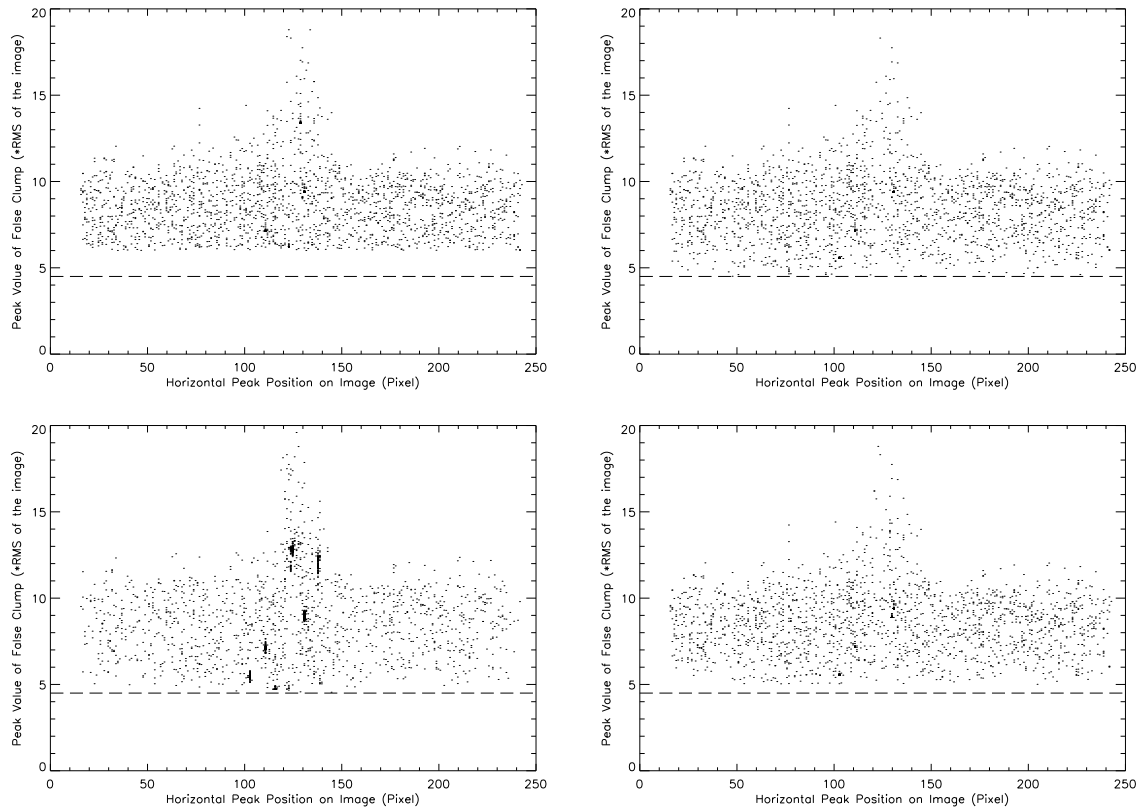 20
15
10
5
0
Peak Value of False Clump (*RMS of the image)
0 50 100 150 200 250
Horizontal Peak Position on Image (Pixel)
20
15
10
5
0
Peak Value of False Clump (*RMS of the image)
0 50 100 150 200 250
Horizontal Peak Position on Image (Pixel)
20
15
10
5
0
Peak Value of False Clump (*RMS of the image)
0 50 100 150 200 250
Horizontal Peak Position on Image (Pixel)
20
15
10
5
0
Peak Value of False Clump (*RMS of the image)
0 50 100 150 200 250
Horizontal Peak Position on Image (Pixel)